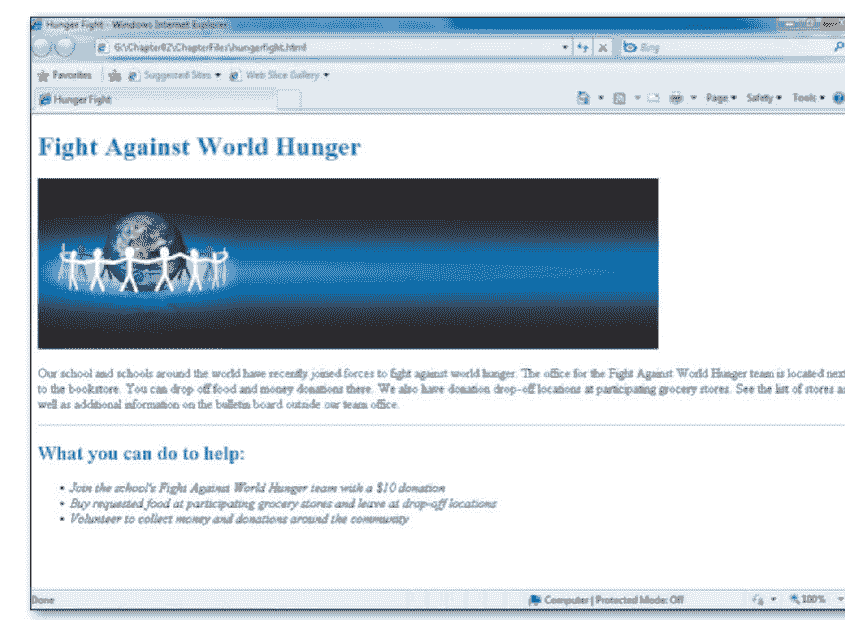 Hunger Fight - Windows Internet Explorer
G:\Chapter02\ChapterFiles\hungerfight.html
Bing
Favorites Suggested Sites Web Slice Gallery
Hunger Fight Page Safety Tools
Fight Against World Hunger
Our school and schools around the world have recently joined forces to fight against world hunger. The office for the Fight Against World Hunger team is located next
to the bookstore. You can drop off food and money donations there. We also have donation drop-off locations at participating grocery stores. See the list of stores as
well as additional information on the bulletin board outside our team office.
What you can do to help:
• Join the school's Fight Against World Hunger team with a $10 donation
• Buy requested food at participating grocery stores and leave at drop-off locations
• Volunteer to collect money and donations around the community
Done Computer | Protected Mode: Off 100%